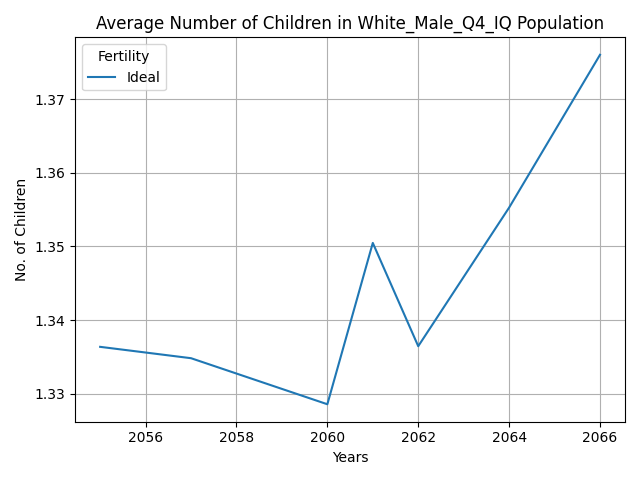 Average Number of Children in White_Male_Q4_IQ Population
Fertility
Ideal
1.37
1.36
1.35
1.34
1.33
No. of Children
2056 2058 2060 2062 2064 2066
Years